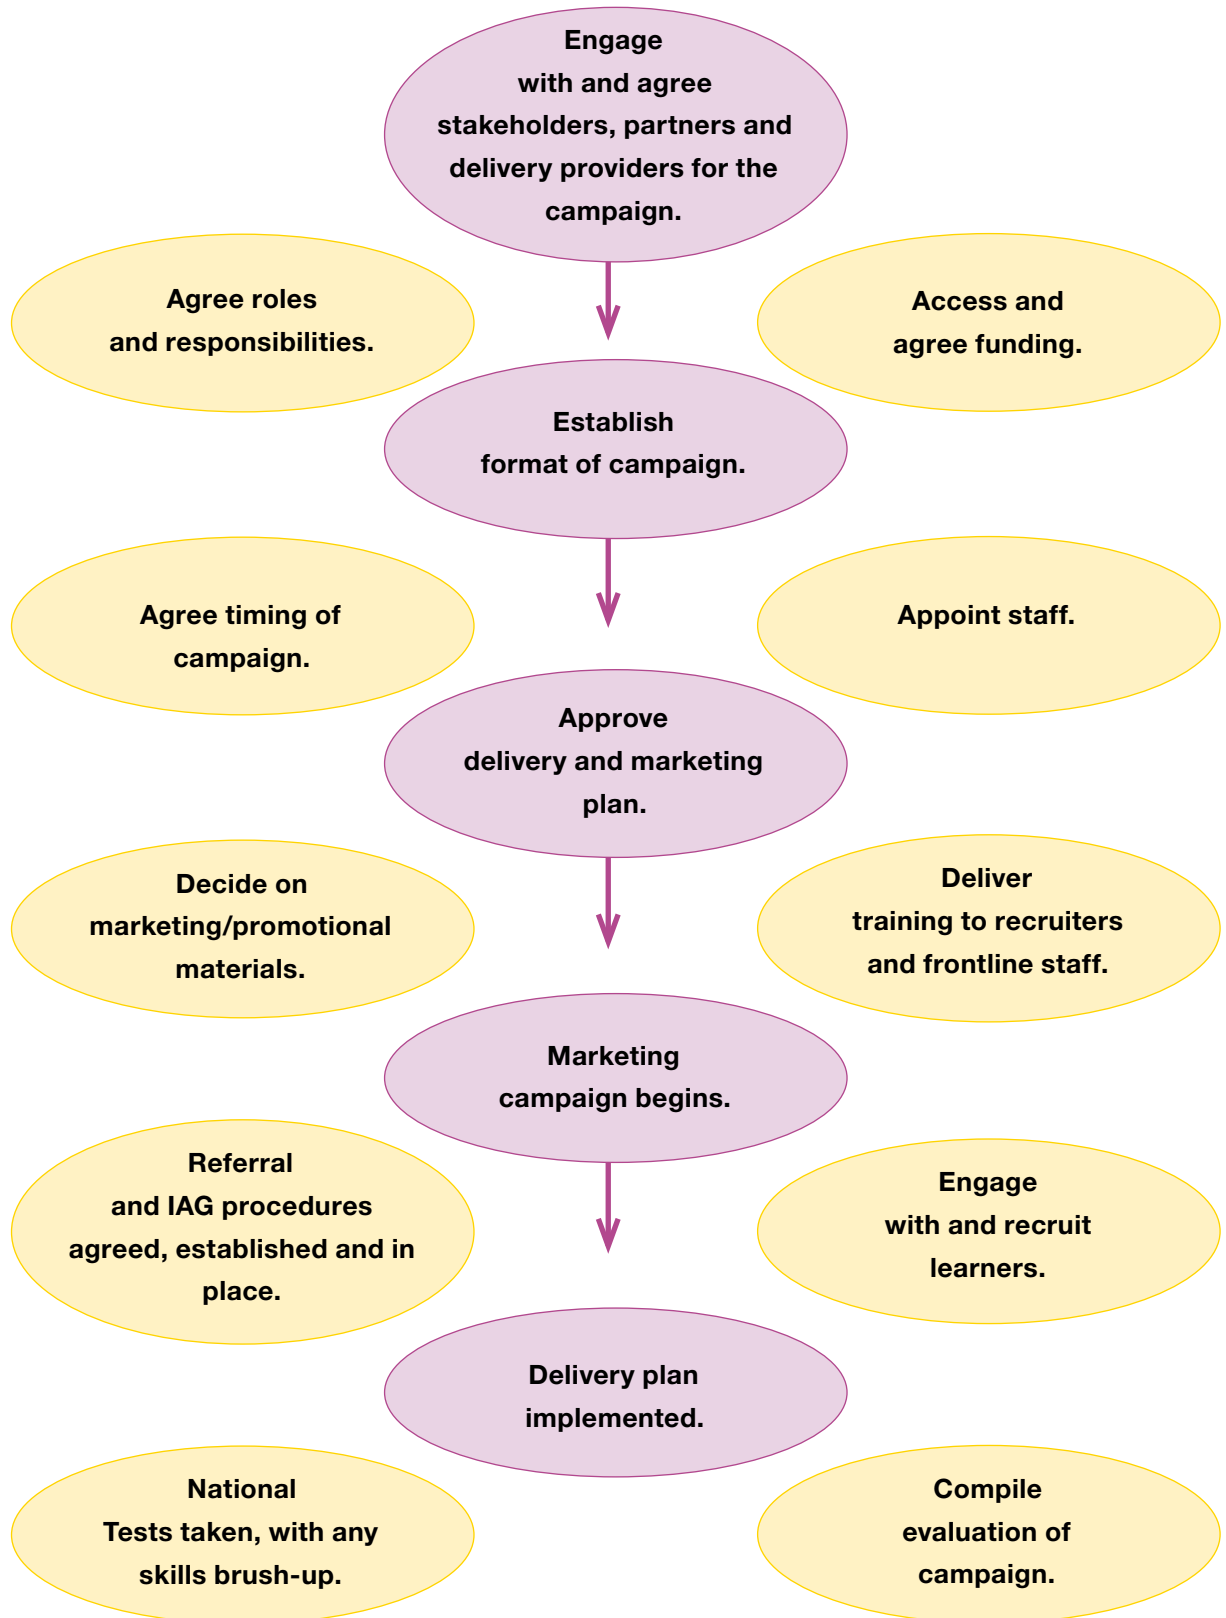 Engage
with and agree
stakeholders, partners and
delivery providers for the
campaign.
Agree roles
and responsibilities.
Access and
agree funding.
Establish
format of campaign.
Agree timing of
campaign.
Appoint staff.
Approve
delivery and marketing
plan.
Decide on
marketing/promotional
materials.
Deliver
training to recruiters
and frontline staff.
Marketing
campaign begins.
Referral
and IAG procedures
agreed, established and in
place.
Engage
with and recruit
learners.
Delivery plan
implemented.
National
Tests taken, with any
skills brush-up.
Compile
evaluation of
campaign.